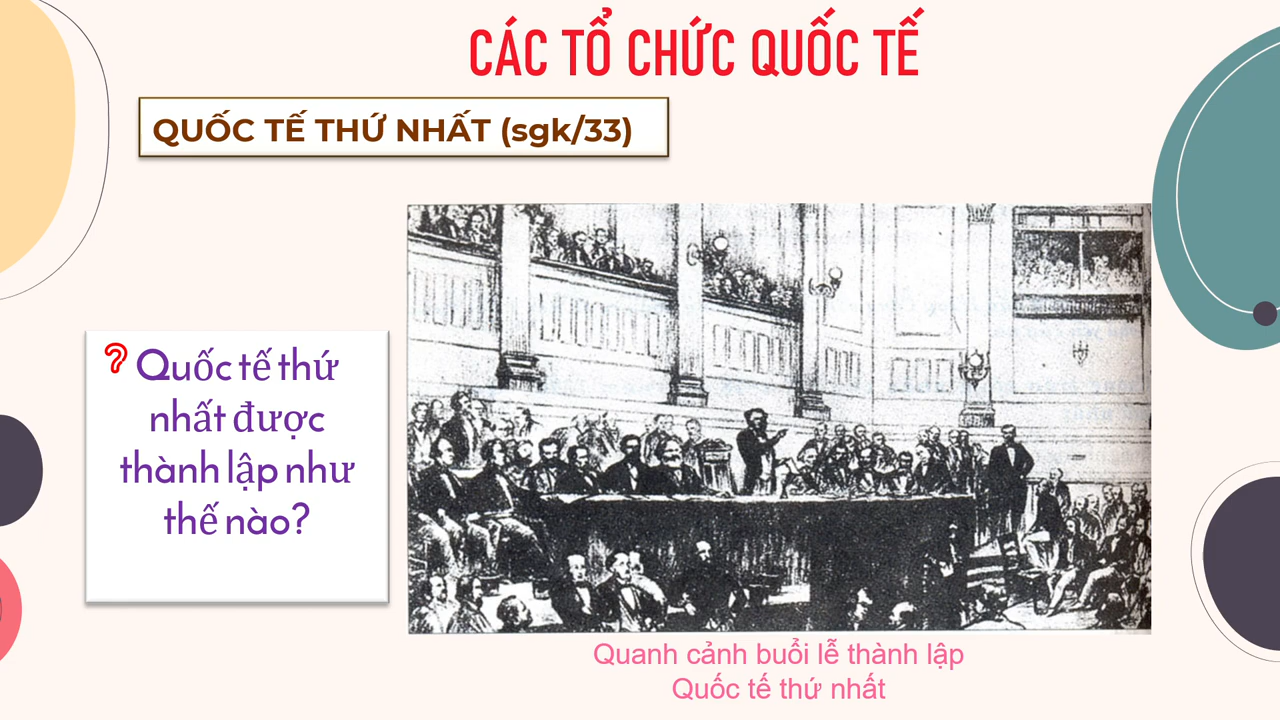 CÁC TỔ CHỨC QUỐC TẾ
QUỐC TẾ THỨ NHẤT (sgk/33)
? Quốc tế thứ
nhất được
thành lập như
thế nào?
Quanh cảnh buổi lễ thành lập
Quốc tế thứ nhất